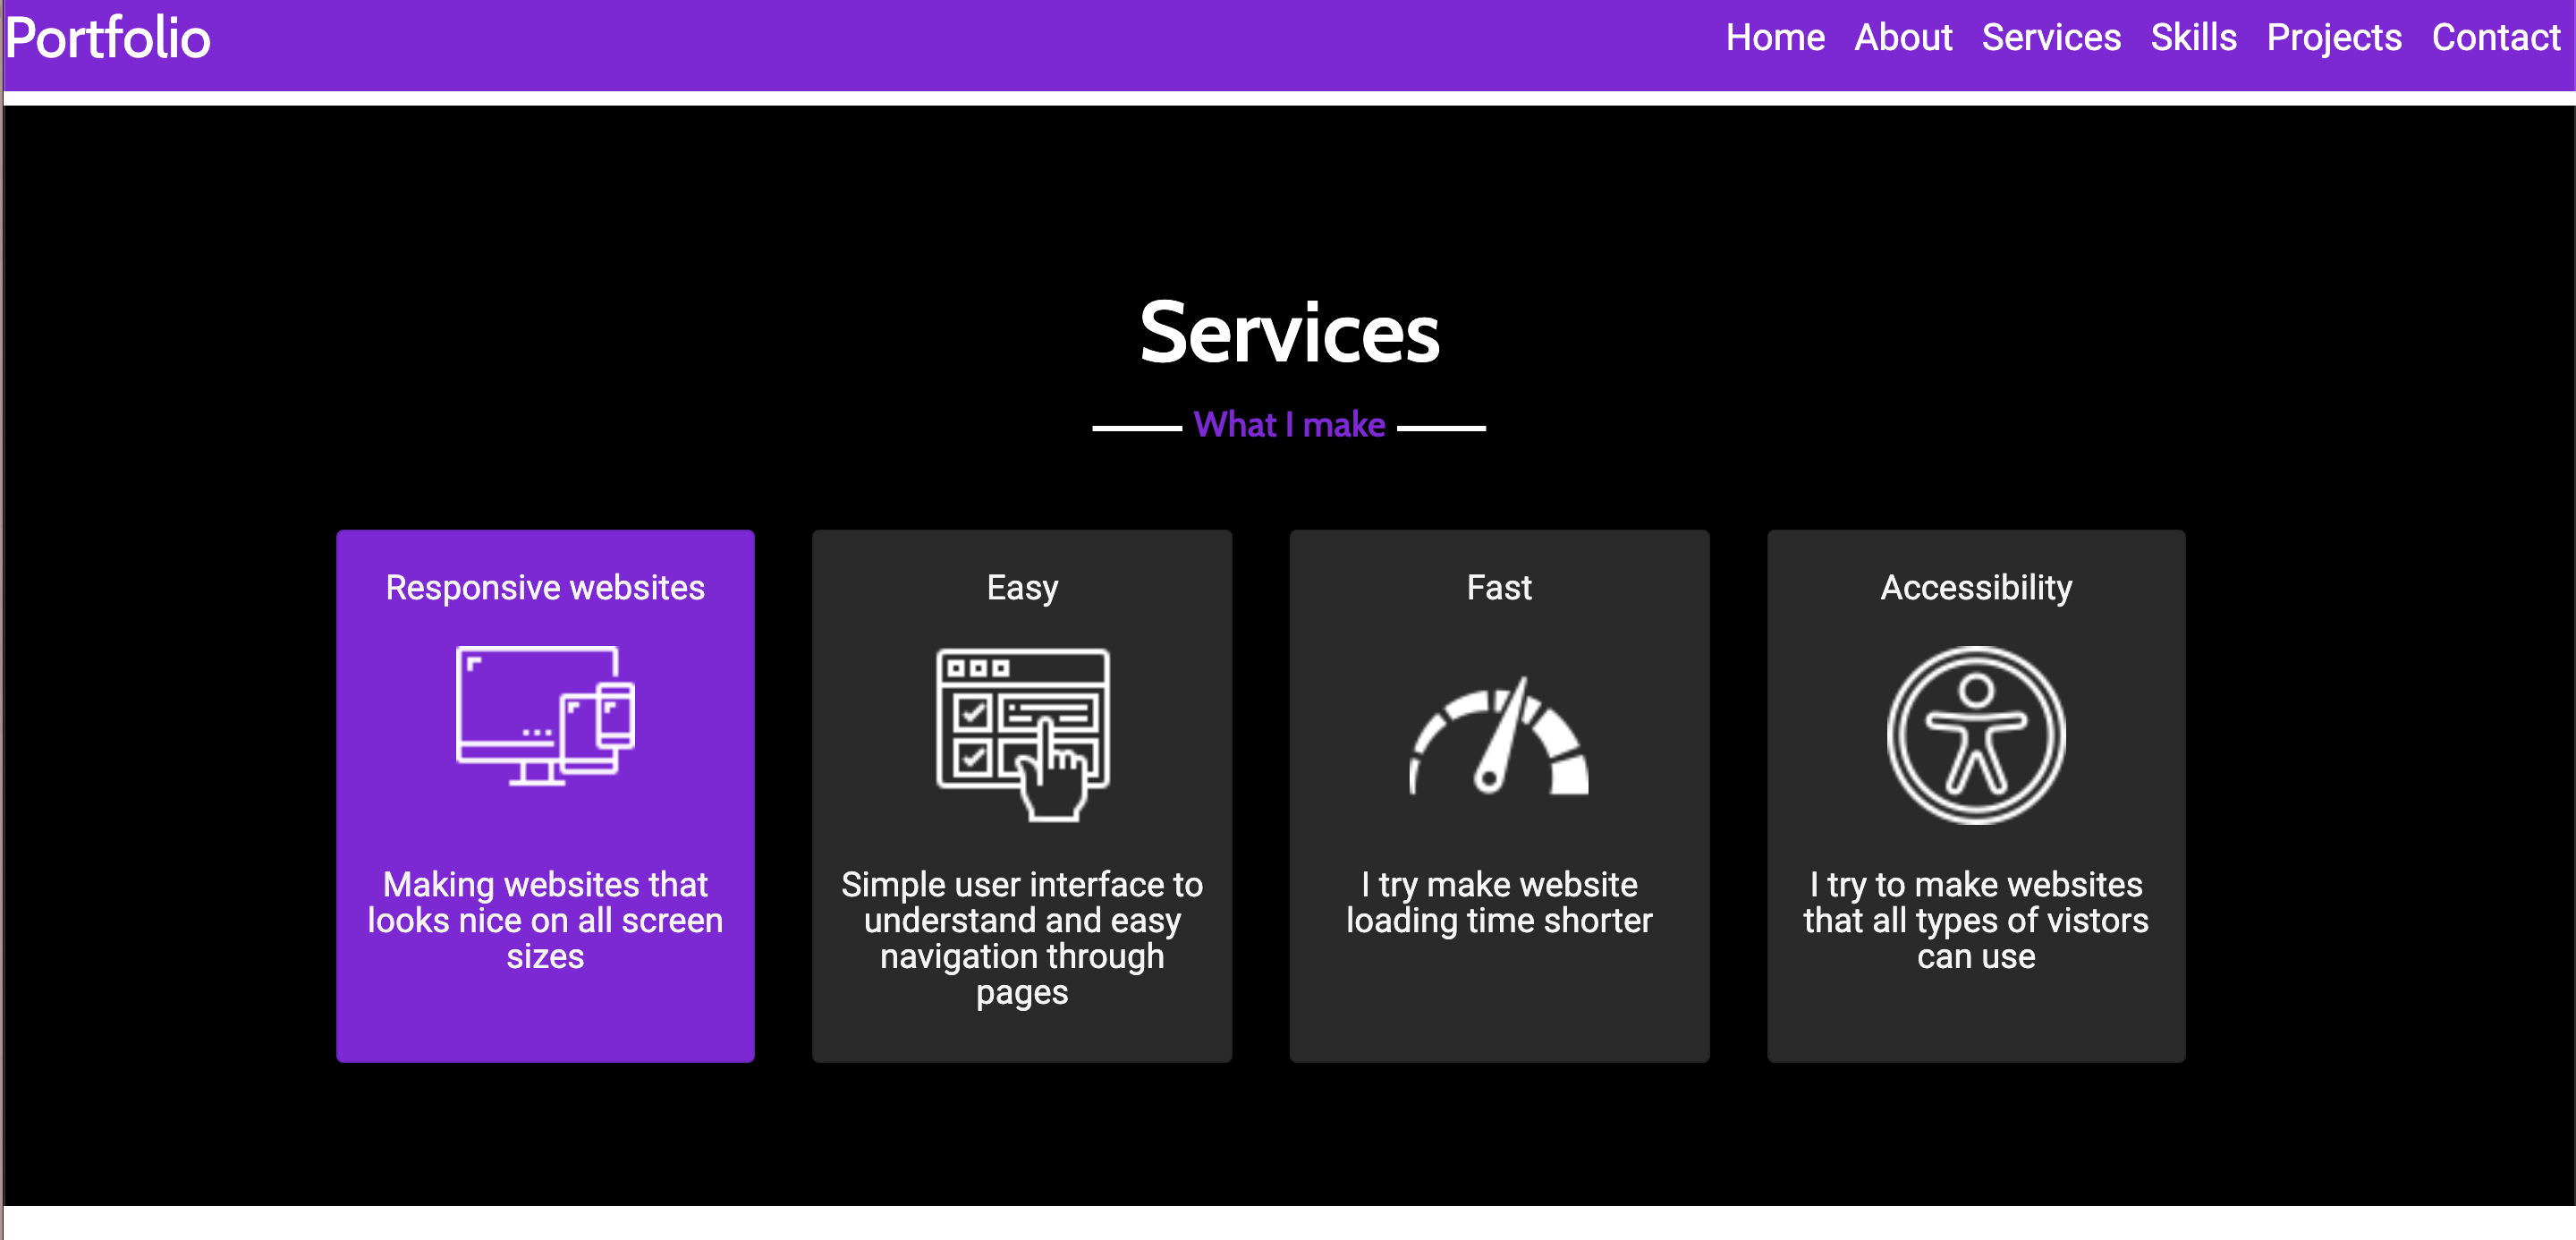 Portfolio
Home About Services Skills Projects Contact
Services
What I make
Responsive websites
Making websites that
looks nice on all screen
sizes
Easy
Simple user interface to
understand and easy
navigation through
pages
Fast
I try make website
loading time shorter
Accessibility
I try to make websites
that all types of vistors
can use